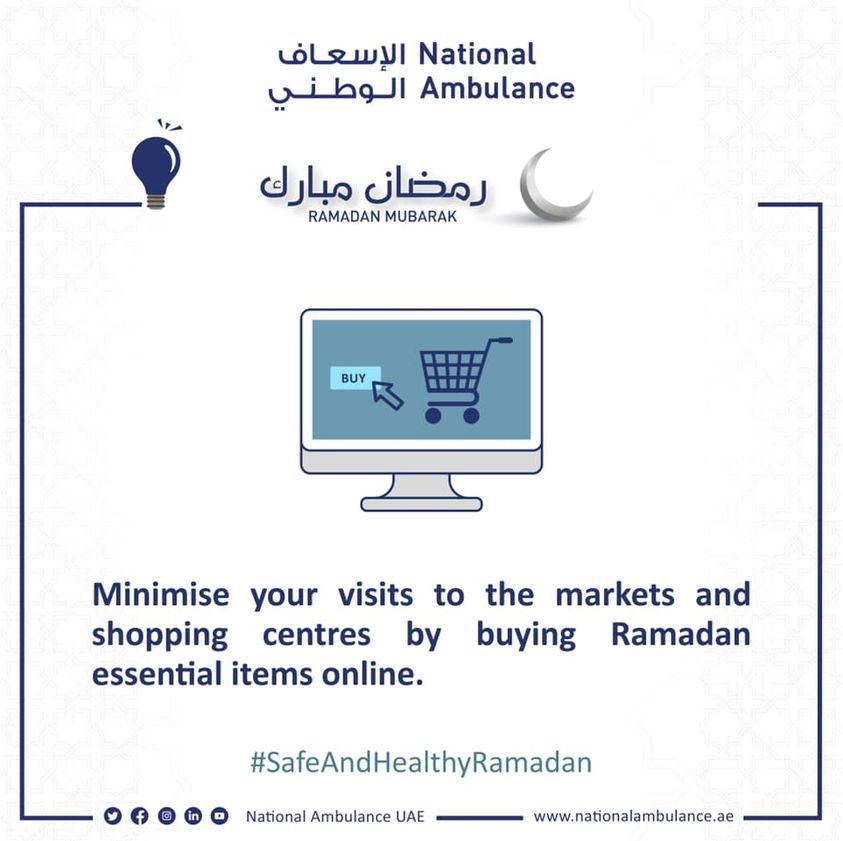 الإسعاف National
الوطني Ambulance
رمضان مبارك
RAMADAN MUBARAK
BUY
Minimise your visits to the markets and
shopping centres by buying Ramadan
essential items online.
#SafeAndHealthyRamadan
National Ambulance UAE www.nationalambulance.ae